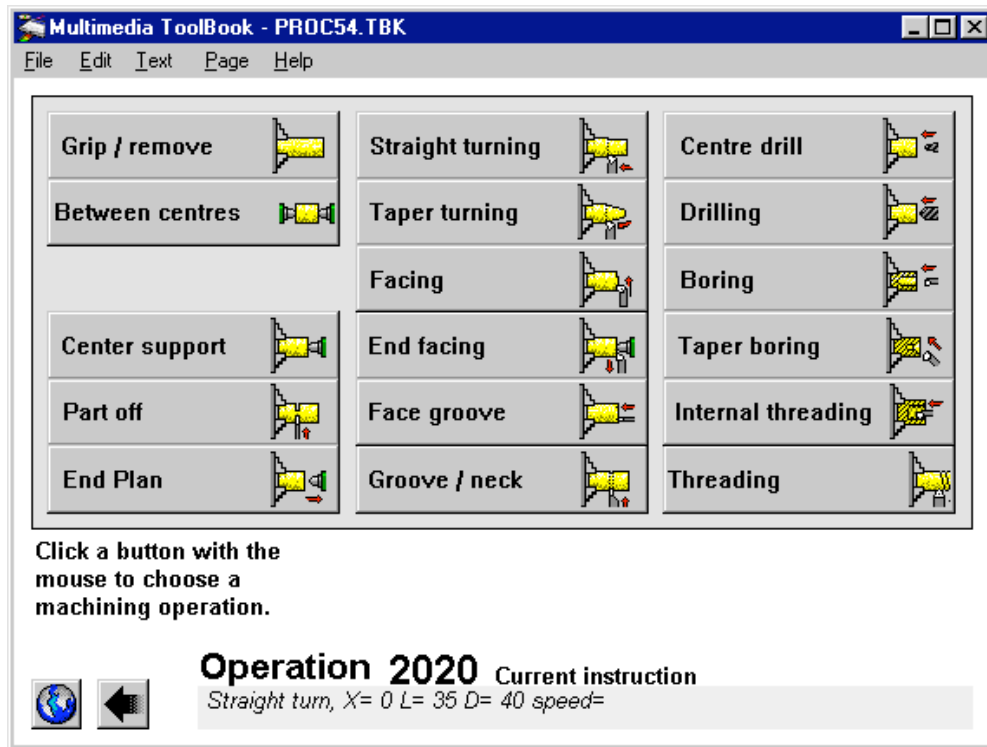 Multimedia ToolBook - PROC54.TBK
File Edit Text Page Help
Grip / remove
Between centres
Center support
Part off
End Plan
Straight turning
Taper turning
Facing
End facing
Face groove
Groove / neck
Centre drill
Drilling
Boring
Taper boring
Internal threading
Threading
Click a button with the
mouse to choose a
machining operation.
Operation 2020 Current instruction
Straight turn, X= 0 L= 35 D= 40 speed=